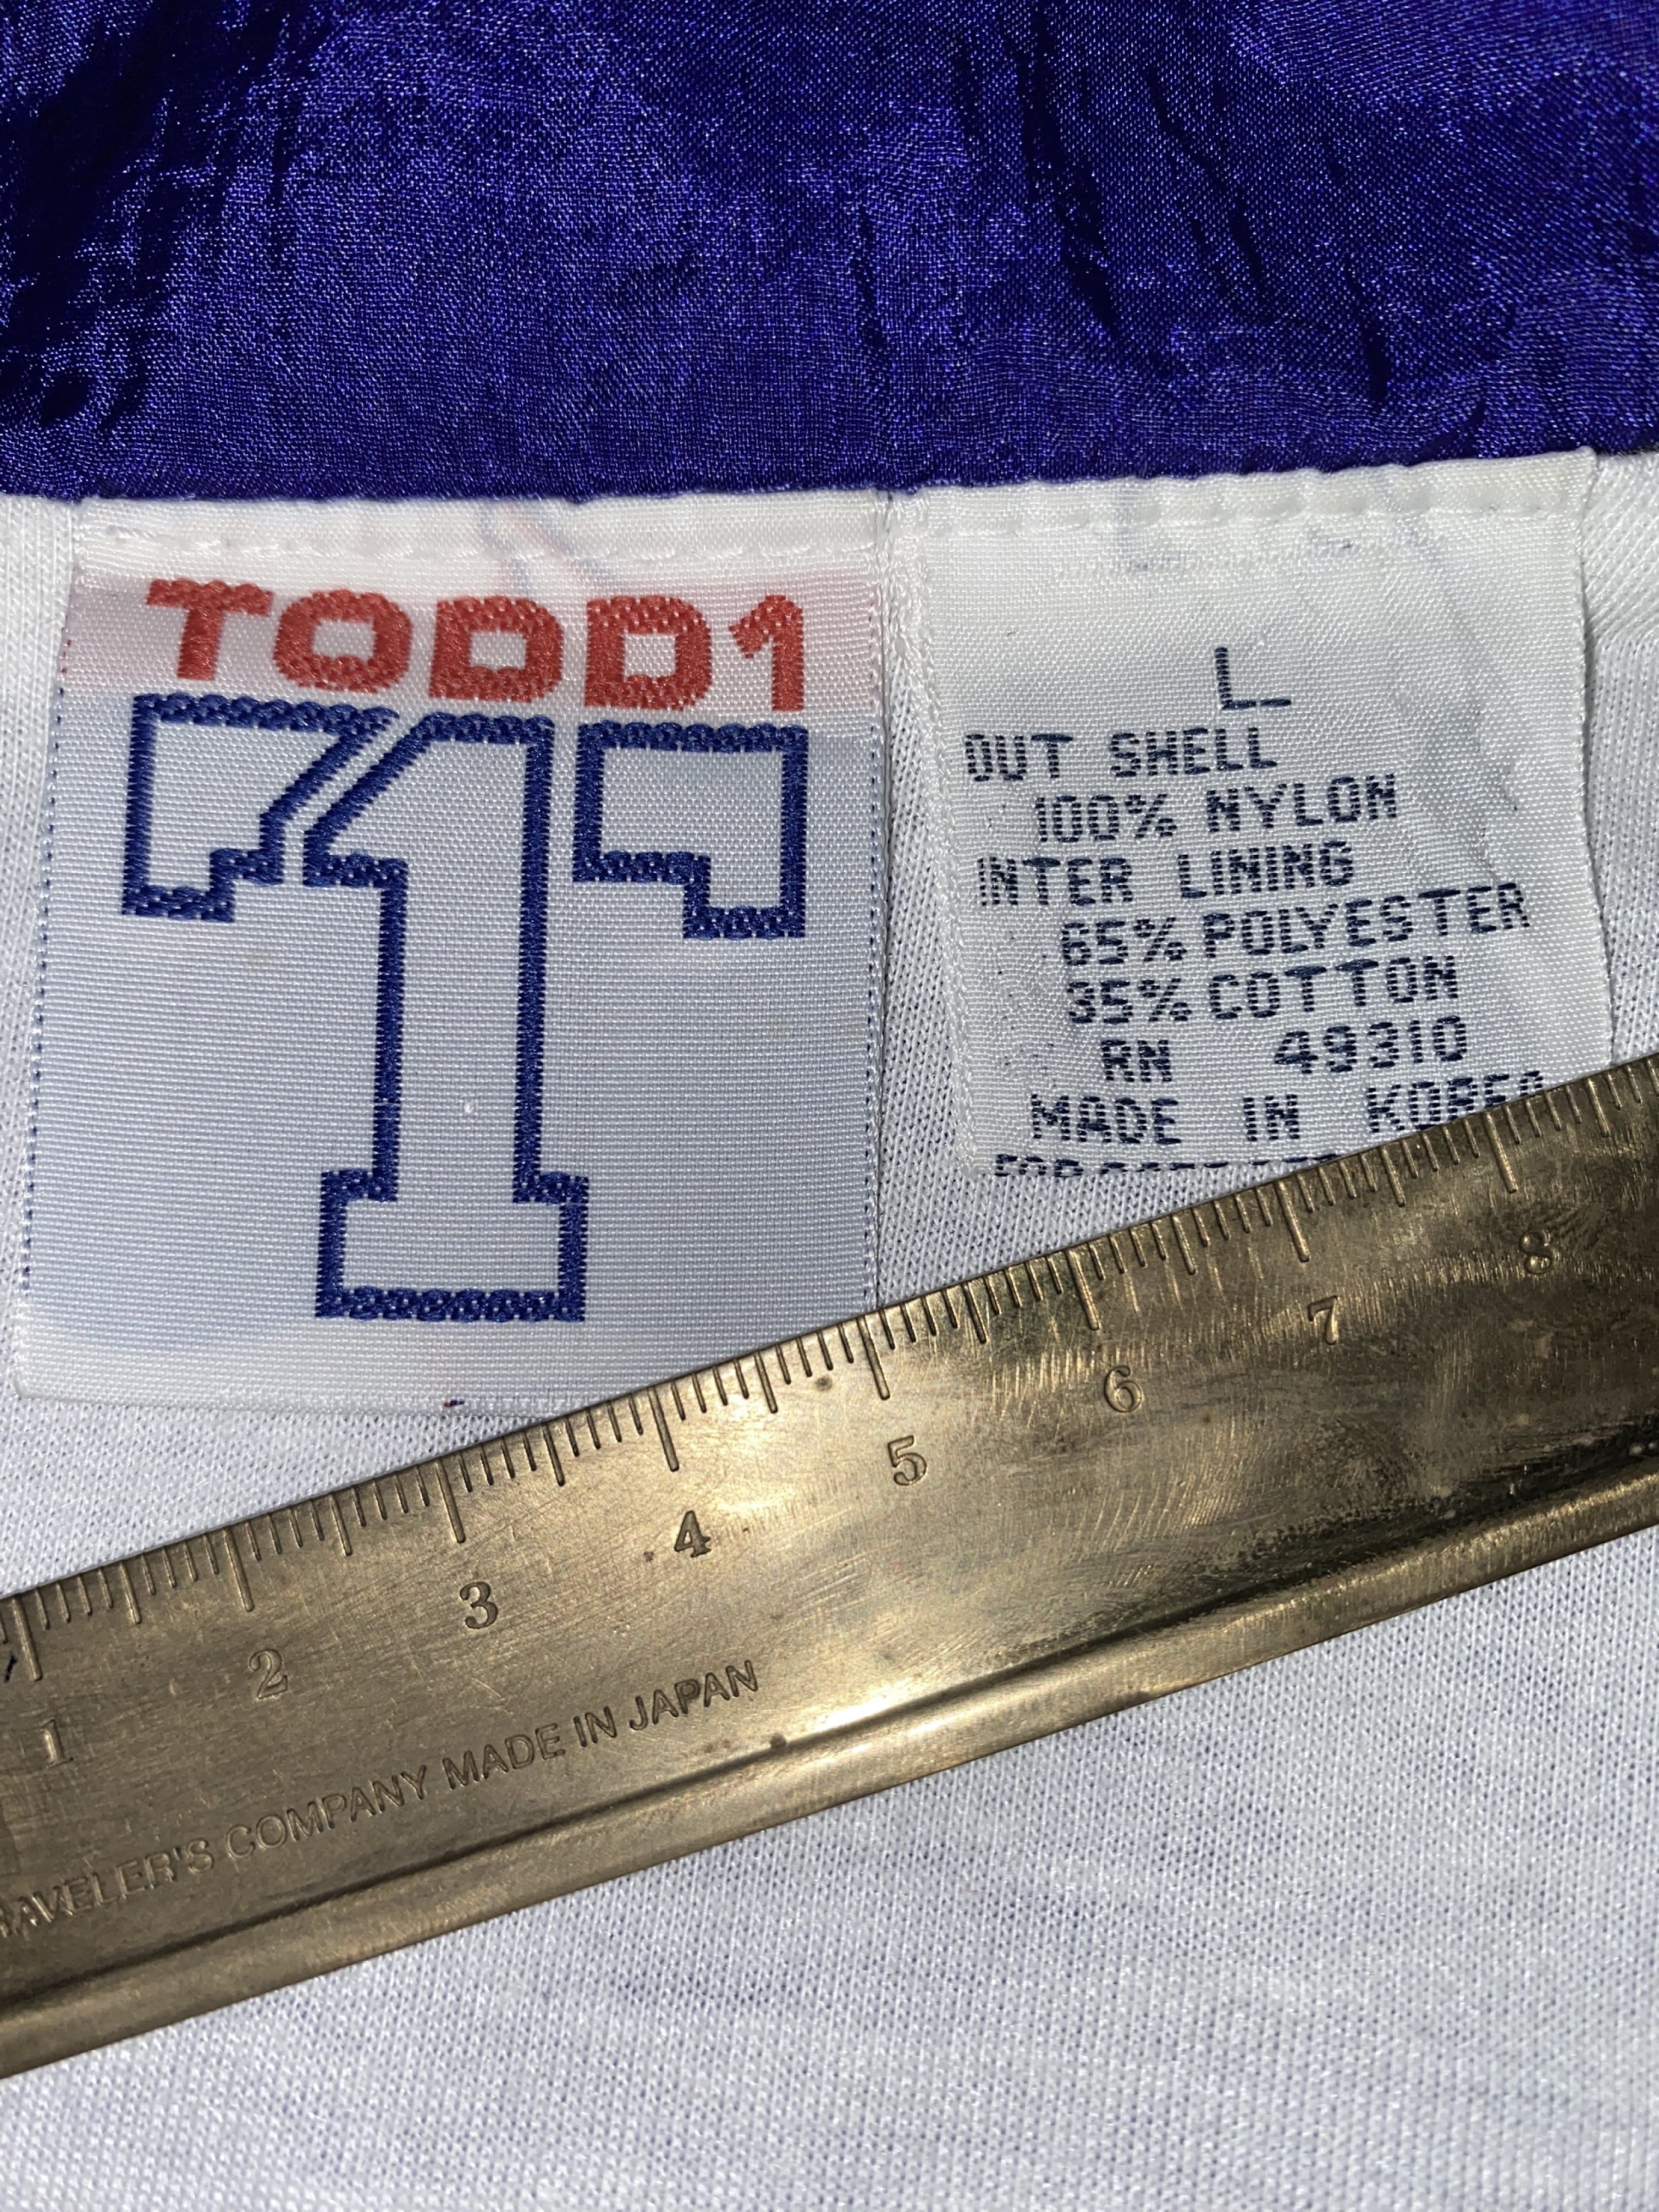 TODD1
L
OUT SHELL
100% NYLON
INTER LINING
65% POLYESTER
35% COTTON
RN 49310
MADE IN KOREA
1 2 3 4 5 6 7 8
COMPANY MADE IN JAPAN